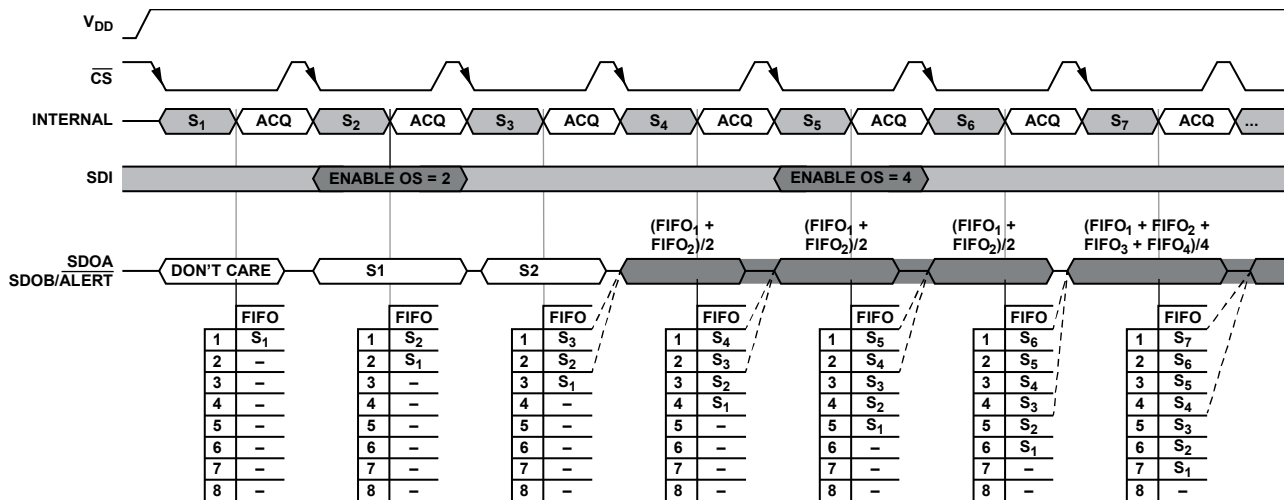 VDD
CS
INTERNAL S1 ACQ S2 ACQ S3 ACQ S4 ACQ S5 ACQ S6 ACQ S7 ACQ ...
SDI ENABLE OS = 2 ENABLE OS = 4
(FIFO1 + FIFO2)/2
(FIFO1 + FIFO2)/2
(FIFO1 + FIFO2)/2
(FIFO1 + FIFO2 + FIFO3 + FIFO4)/4
SDOA
SDOB/ALERT
DON'T CARE S1 S2
FIFO
1 S1
2 –
3 –
4 –
5 –
6 –
7 –
8 –
FIFO
1 S2
2 S1
3 –
4 –
5 –
6 –
7 –
8 –
FIFO
1 S3
2 S2
3 S1
4 –
5 –
6 –
7 –
8 –
FIFO
1 S4
2 S3
3 S2
4 S1
5 –
6 –
7 –
8 –
FIFO
1 S5
2 S4
3 S3
4 S2
5 S1
6 –
7 –
8 –
FIFO
1 S6
2 S5
3 S4
4 S3
5 S2
6 S1
7 –
8 –
FIFO
1 S7
2 S6
3 S5
4 S4
5 S3
6 S2
7 S1
8 –